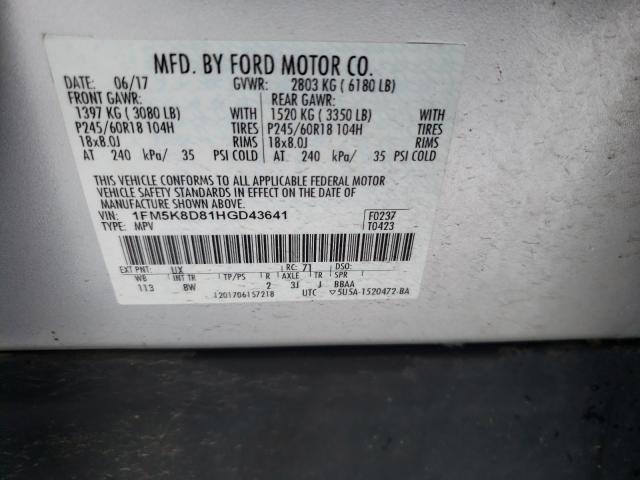 MFD. BY FORD MOTOR CO.
DATE: 06/17 GVWR: 2803 KG ( 6180 LB)
FRONT GAWR: REAR GAWR:
1397 KG ( 3080 LB) WITH 1520 KG ( 3350 LB) WITH
P245/60R18 104H TIRES P245/60R18 104H TIRES
18x8.0J RIMS 18x8.0J RIMS
AT 240 kPa/ 35 PSI COLD AT 240 kPa/ 35 PSI COLD
THIS VEHICLE CONFORMS TO ALL APPLICABLE FEDERAL MOTOR
VEHICLE SAFETY STANDARDS IN EFFECT ON THE DATE OF
MANUFACTURE SHOWN ABOVE.
VIN: 1FM5K8D81HGD43641 F0237
TYPE: MPV T0423
EXT PNT: UX RC: 71 DSO:
WB INT TR TP/PS R AXLE TR SPR
113 8W 2 3J J BBAA
1201706157218 UTC ▽5U5A-1520472-BA